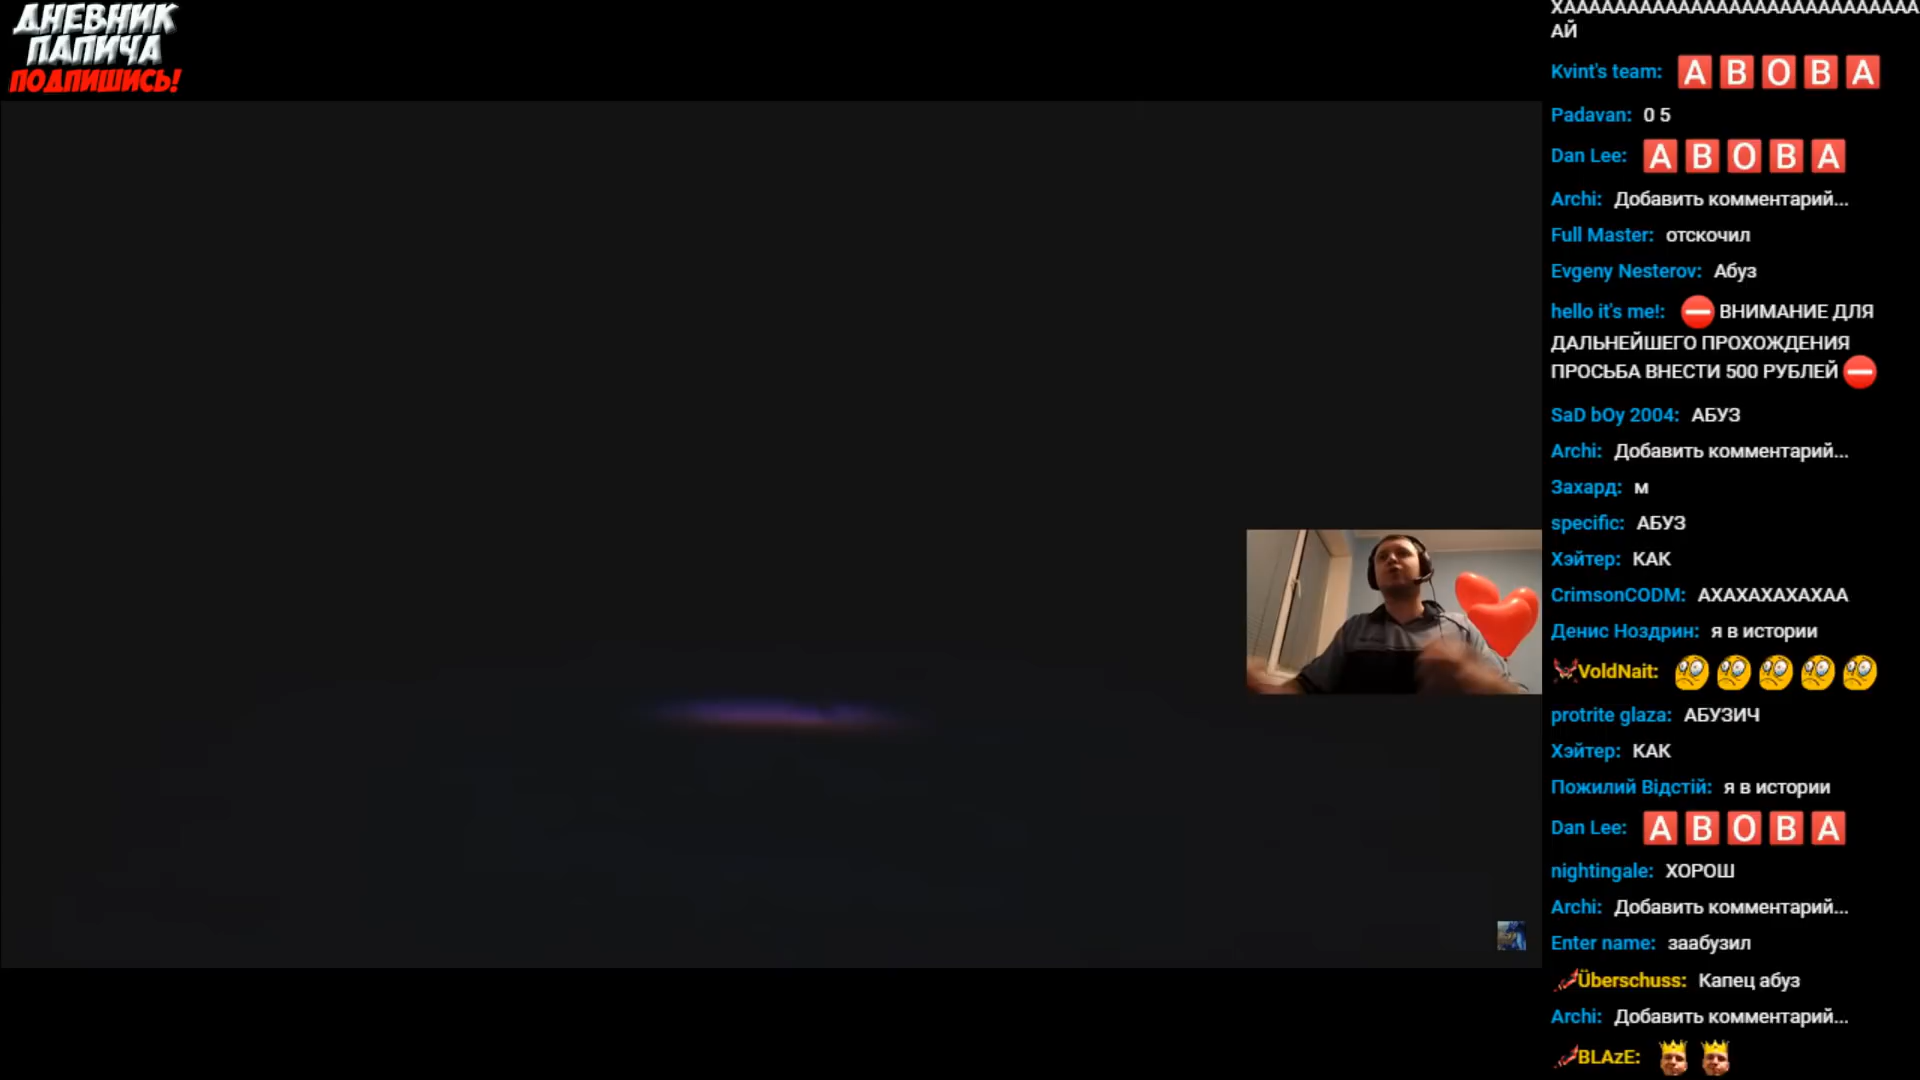 ДНЕВНИК
ПАПИЧА
ПОДПИШИСЬ!
ХАААААААААААААААААААААААААААА
АЙ
Kvint's team: A B O B A
Padavan: 0 5
Dan Lee: A B O B A
Archi: Добавить комментарий...
Full Master: отскочил
Evgeny Nesterov: Абуз
hello it's me!: ⛔ ВНИМАНИЕ ДЛЯ
ДАЛЬНЕЙШЕГО ПРОХОЖДЕНИЯ
ПРОСЬБА ВНЕСТИ 500 РУБЛЕЙ ⛔
SaD bOy 2004: АБУЗ
Archi: Добавить комментарий...
Захард: м
specific: АБУЗ
Хэйтер: КАК
CrimsonCODM: АХАХАХАХАХАА
Денис Ноздрин: я в истории
VoldNait:
protrite glaza: АБУЗИЧ
Хэйтер: КАК
Пожилий Відстій: я в истории
Dan Lee: A B O B A
nightingale: ХОРОШ
Archi: Добавить комментарий...
Enter name: заабузил
Überschuss: Капец абуз
Archi: Добавить комментарий...
BLAzE: